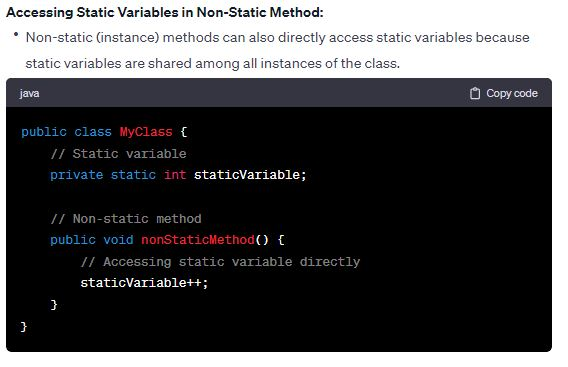 Accessing Static Variables in Non-Static Method:
• Non-static (instance) methods can also directly access static variables because
static variables are shared among all instances of the class.
java Copy code
public class MyClass {
    // Static variable
    private static int staticVariable;

    // Non-static method
    public void nonStaticMethod() {
        // Accessing static variable directly
        staticVariable++;
    }
}